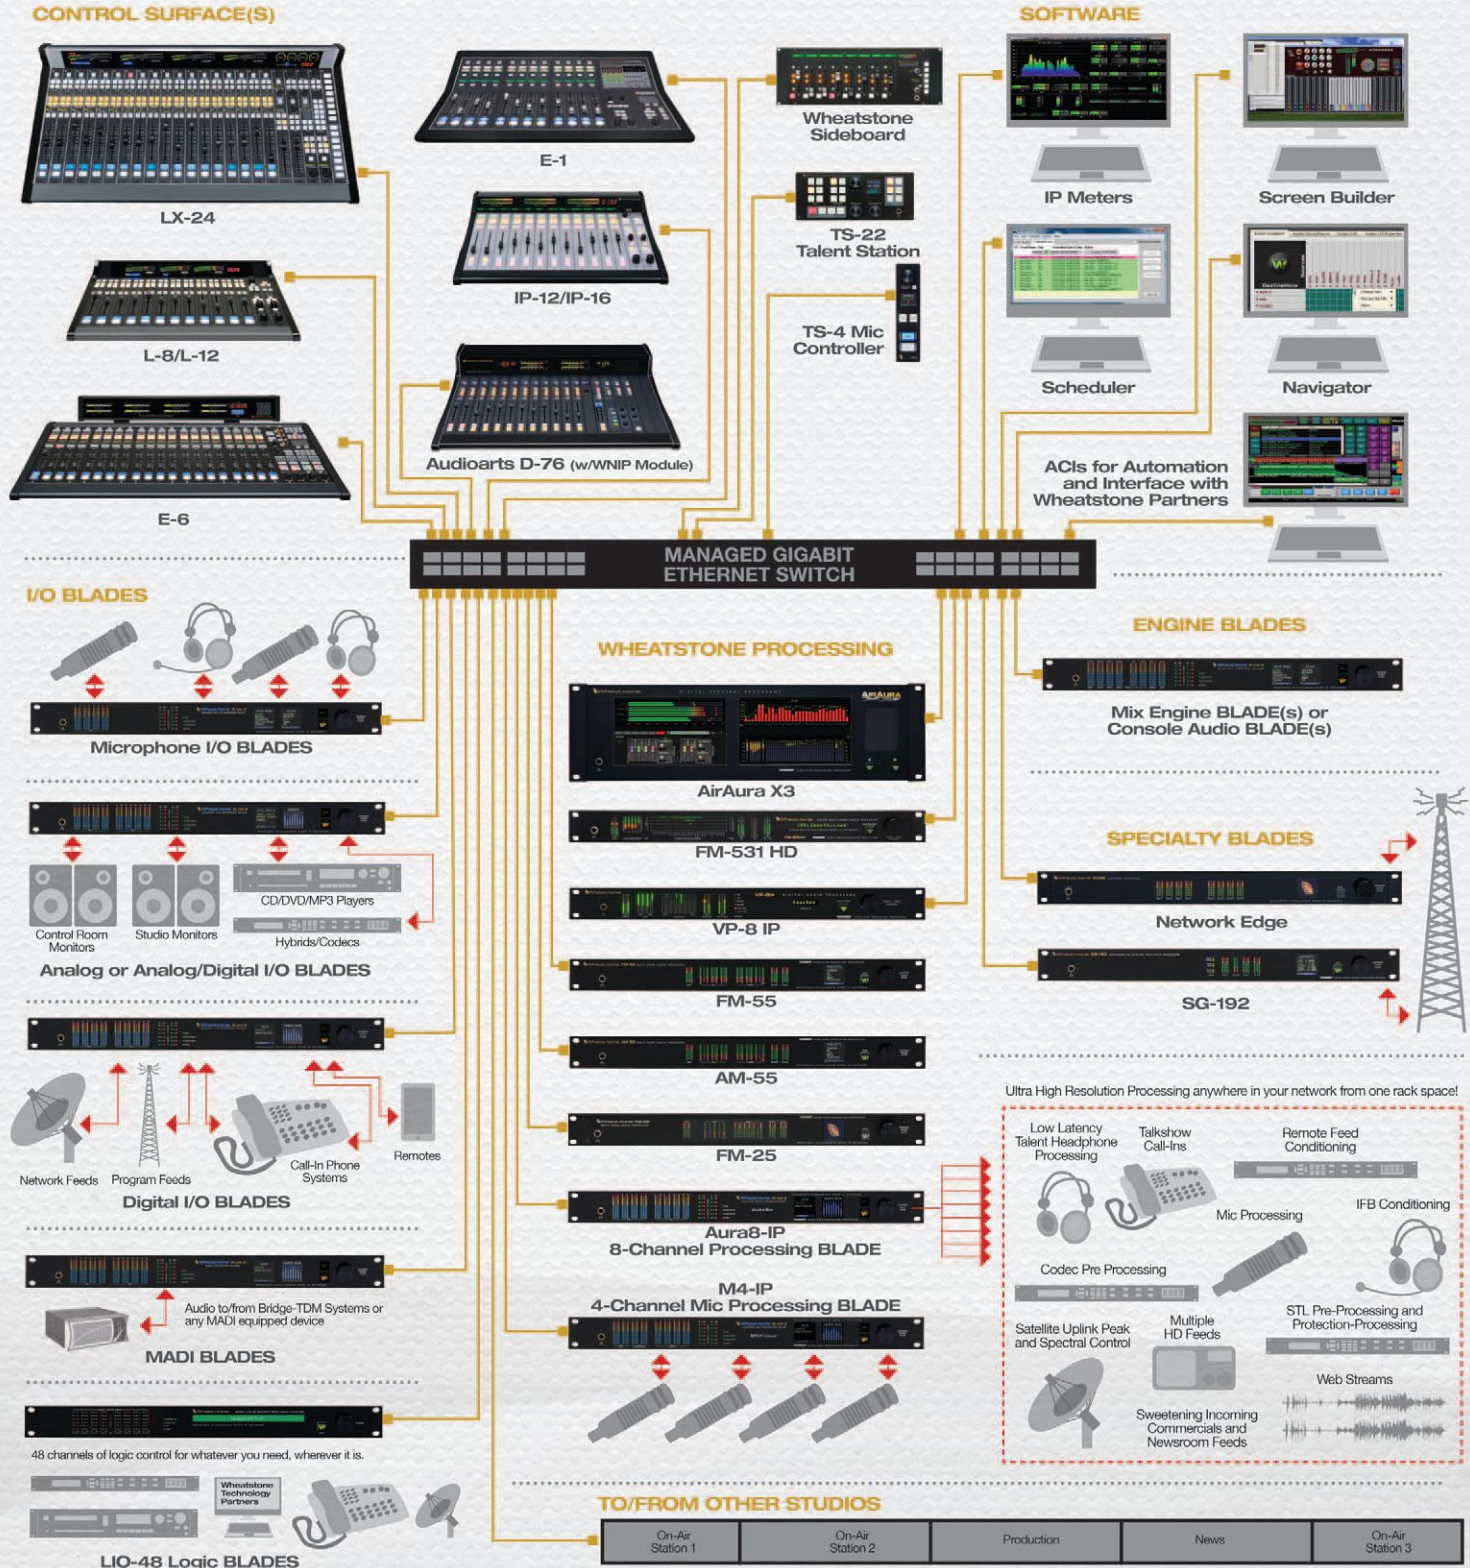 CONTROL SURFACE(S)
LX-24
L-8/L-12
E-6
E-1
IP-12/IP-16
Audioarts D-76 (w/WNIP Module)
Wheatstone
Sideboard
TS-22
Talent Station
TS-4 Mic
Controller
SOFTWARE
IP Meters
Screen Builder
Scheduler
Navigator
ACIs for Automation
and Interface with
Wheatstone Partners
MANAGED GIGABIT
ETHERNET SWITCH
I/O BLADES
Microphone I/O BLADES
Control Room
Monitors
Studio Monitors
CD/DVD/MP3 Players
Hybrids/Codecs
Analog or Analog/Digital I/O BLADES
Network Feeds
Program Feeds
Call-In Phone
Systems
Remotes
Digital I/O BLADES
Audio to/from Bridge-TDM Systems or
any MADI equipped device
MADI BLADES
48 channels of logic control for whatever you need, wherever it is.
Wheatstone
Technology
Partners
LIO-48 Logic BLADES
WHEATSTONE PROCESSING
AIRAURA
AirAura X3
FM-531 HD
VP-8 IP
FM-55
AM-55
FM-25
Aura8-IP
8-Channel Processing BLADE
M4-IP
4-Channel Mic Processing BLADE
ENGINE BLADES
Mix Engine BLADE(s) or
Console Audio BLADE(s)
SPECIALTY BLADES
Network Edge
SG-192
Ultra High Resolution Processing anywhere in your network from one rack space!
Low Latency
Talent Headphone
Processing
Talkshow
Call-Ins
Remote Feed
Conditioning
Mic Processing
IFB Conditioning
Codec Pre Processing
Satellite Uplink Peak
and Spectral Control
Multiple
HD Feeds
STL Pre-Processing and
Protection-Processing
Sweetening Incoming
Commercials and
Newsroom Feeds
Web Streams
TO/FROM OTHER STUDIOS
On-Air
Station 1
On-Air
Station 2
Production
News
On-Air
Station 3